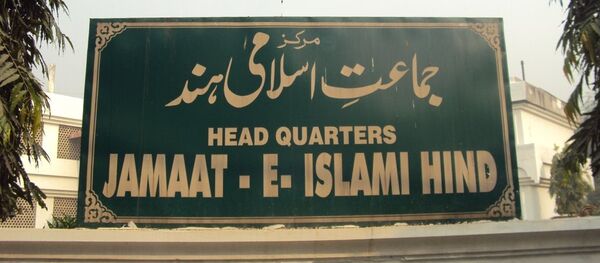 مرکز
جماعتِ اسلامی ہند
HEAD QUARTERS
JAMAAT - E - ISLAMI HIND